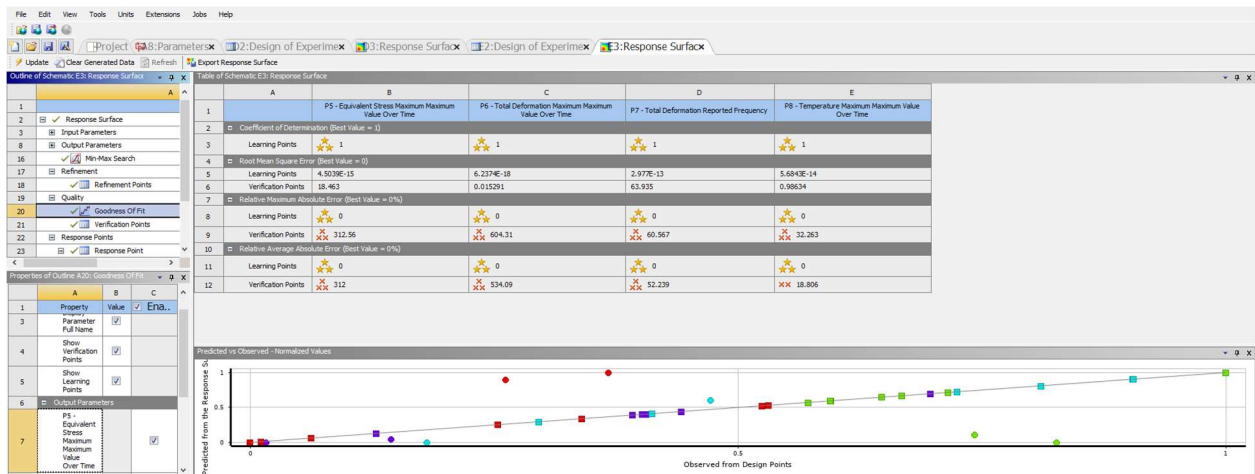 File Edit View Tools Units Extensions Jobs Help
Project A8:Parameters D2:Design of Experime D3:Response Surfac E2:Design of Experime E3:Response Surfac
Update Clear Generated Data Refresh Export Response Surface
Outline of Schematic E3: Response Surface
A
1
2 Response Surface
3 Input Parameters
8 Output Parameters
16 Min-Max Search
17 Refinement
18 Refinement Points
19 Quality
20 Goodness Of Fit
21 Verification Points
22 Response Points
23 Response Point
Properties of Outline A20: Goodness Of Fit
A B C
1 Property Value Ena..
3 Display Parameter Full Name
4 Show Verification Points
5 Show Learning Points
6 Output Parameters
7 P5 - Equivalent Stress Maximum Maximum Value Over Time
Table of Schematic E3: Response Surface
A B C D E
1 P5 - Equivalent Stress Maximum Maximum Value Over Time P6 - Total Deformation Maximum Maximum Value Over Time P7 - Total Deformation Reported Frequency P8 - Temperature Maximum Maximum Value Over Time
2 Coefficient of Determination (Best Value = 1)
3 Learning Points 1 1 1 1
4 Root Mean Square Error (Best Value = 0)
5 Learning Points 4.5039E-15 6.2374E-18 2.977E-13 5.6843E-14
6 Verification Points 18.463 0.015291 63.935 0.98634
7 Relative Maximum Absolute Error (Best Value = 0%)
8 Learning Points 0 0 0 0
9 Verification Points 312.56 604.31 60.567 32.263
10 Relative Average Absolute Error (Best Value = 0%)
11 Learning Points 0 0 0 0
12 Verification Points 312 534.09 52.239 18.806
Predicted vs Observed - Normalized Values
Predicted from the Response Su
1
0.5
0
0 0.5 1
Observed from Design Points